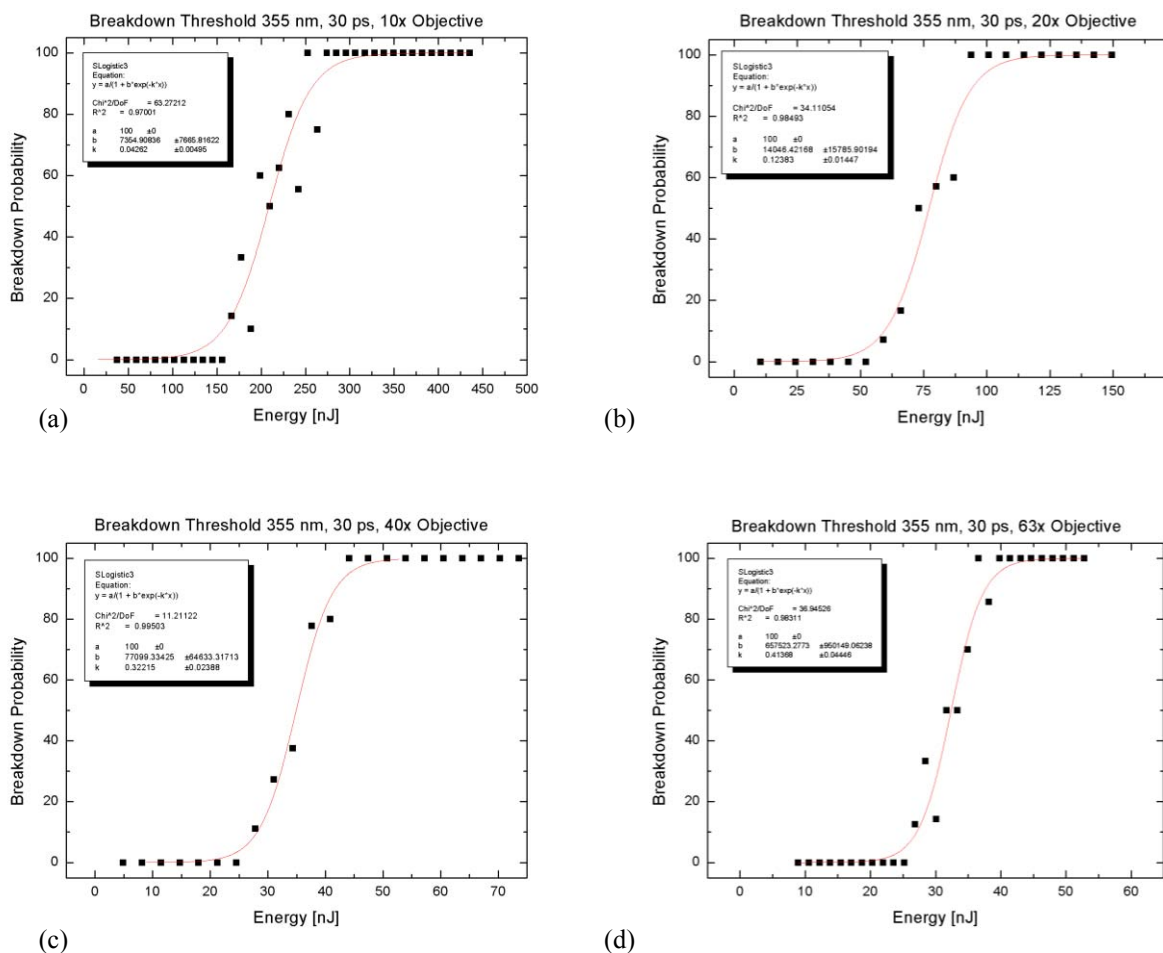 Breakdown Threshold 355 nm, 30 ps, 10x Objective
100
80
60
40
20
0
Breakdown Probability
SLogistic3
Equation:
y = a/(1 + b*exp(-k*x))
Chi^2/DoF = 63.27212
R^2 = 0.97001
a 100 ±0
b 7354.90836 ±7665.81622
k 0.04262 ±0.00495
0 50 100 150 200 250 300 350 400 450 500
Energy [nJ]
(a)
Breakdown Threshold 355 nm, 30 ps, 20x Objective
100
80
60
40
20
0
Breakdown Probability
SLogistic3
Equation:
y = a/(1 + b*exp(-k*x))
Chi^2/DoF = 34.11054
R^2 = 0.98493
a 100 ±0
b 14046.42168 ±15785.90194
k 0.12383 ±0.01447
0 25 50 75 100 125 150
Energy [nJ]
(b)
Breakdown Threshold 355 nm, 30 ps, 40x Objective
100
80
60
40
20
0
Breakdown Probability
SLogistic3
Equation:
y = a/(1 + b*exp(-k*x))
Chi^2/DoF = 11.21122
R^2 = 0.99503
a 100 ±0
b 77099.33425 ±64633.31713
k 0.32215 ±0.02388
0 10 20 30 40 50 60 70
Energy [nJ]
(c)
Breakdown Threshold 355 nm, 30 ps, 63x Objective
100
80
60
40
20
0
Breakdown Probability
SLogistic3
Equation:
y = a/(1 + b*exp(-k*x))
Chi^2/DoF = 36.94526
R^2 = 0.98311
a 100 ±0
b 657523.2773 ±950149.06238
k 0.41368 ±0.04446
0 10 20 30 40 50 60
Energy [nJ]
(d)